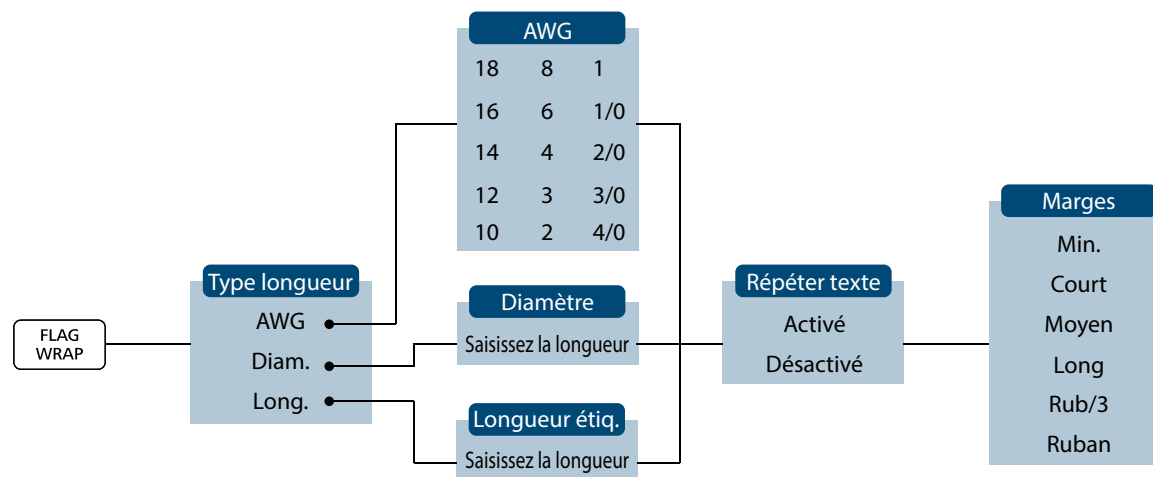 FLAG
WRAP
Type longueur
AWG
Diam.
Long.
AWG
18 8 1
16 6 1/0
14 4 2/0
12 3 3/0
10 2 4/0
Diamètre
Saisissez la longueur
Longueur étiq.
Saisissez la longueur
Répéter texte
Activé
Désactivé
Marges
Min.
Court
Moyen
Long
Rub/3
Ruban